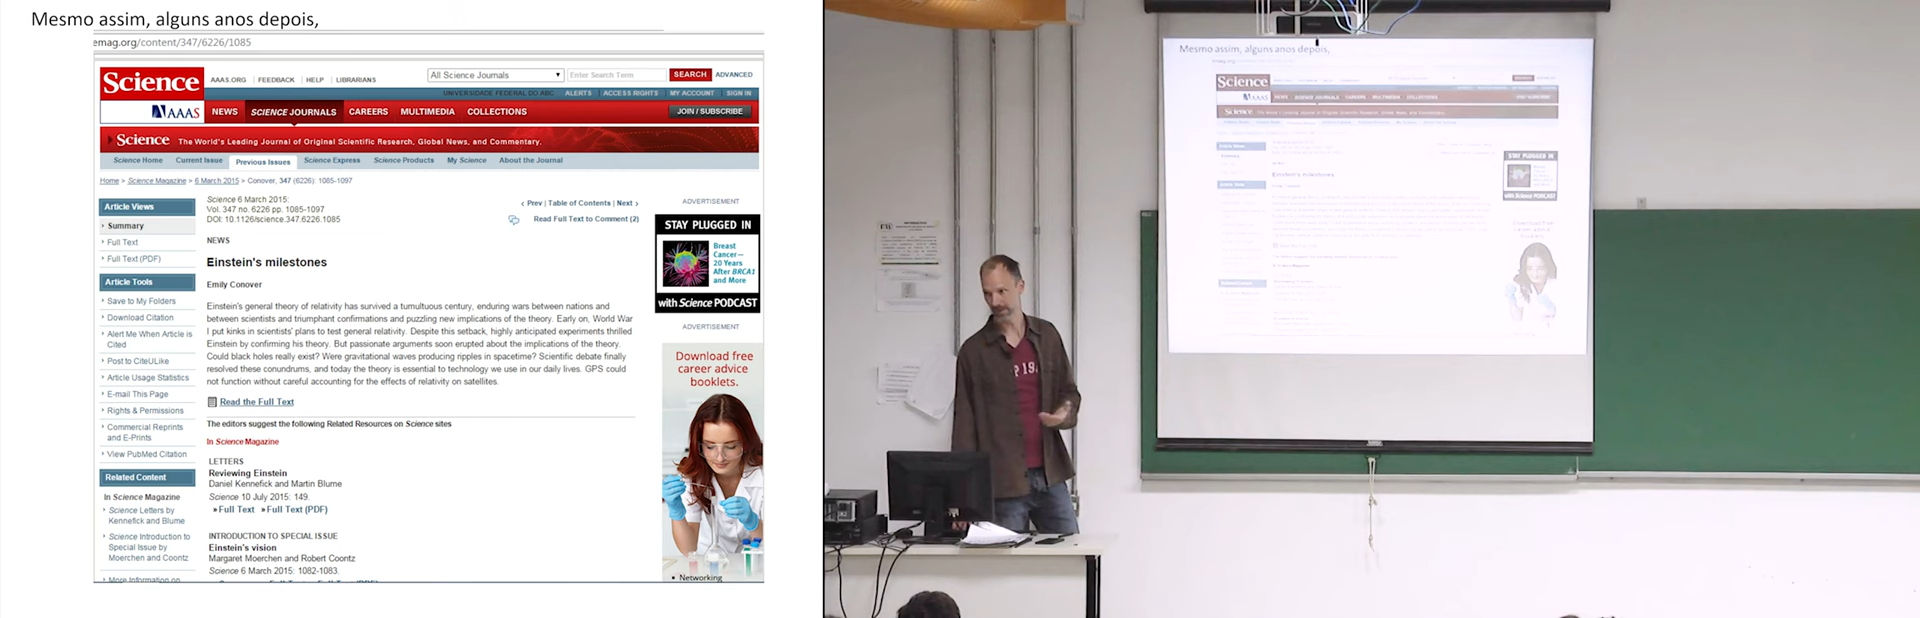 Mesmo assim, alguns anos depois,
emag.org/content/347/6226/1085
Science
AAAS.ORG | FEEDBACK | HELP | LIBRARIANS
All Science Journals
Enter Search Term
SEARCH
ADVANCED
UNIVERSIDADE FEDERAL DO ABC
ALERTS | ACCESS RIGHTS | MY ACCOUNT | SIGN IN
AAAS
NEWS SCIENCE JOURNALS CAREERS MULTIMEDIA COLLECTIONS
JOIN / SUBSCRIBE
Science The World's Leading Journal of Original Scientific Research, Global News, and Commentary.
Science Home Current Issue Previous Issues Science Express Science Products My Science About the Journal
Home > Science Magazine > 6 March 2015 > Conover, 347 (6226): 1085-1097
Article Views
Summary
Full Text
Full Text (PDF)
Article Tools
Save to My Folders
Download Citation
Alert Me When Article is
Cited
Post to CiteULike
Article Usage Statistics
E-mail This Page
Rights & Permissions
Commercial Reprints
and E-Prints
View PubMed Citation
Related Content
In Science Magazine
Science Letters by
Kennefick and Blume
Science Introduction to
Special Issue by
Moerchen and Coontz
More Information on
Science 6 March 2015:
Vol. 347 no. 6226 pp. 1085-1097
DOI: 10.1126/science.347.6226.1085
‹ Prev | Table of Contents | Next ›
Read Full Text to Comment (2)
NEWS
Einstein's milestones
Emily Conover
Einstein's general theory of relativity has survived a tumultuous century, enduring wars between nations and
between scientists and triumphant confirmations and puzzling new implications of the theory. Early on, World War
I put kinks in scientists' plans to test general relativity. Despite this setback, highly anticipated experiments thrilled
Einstein by confirming his theory. But passionate arguments soon erupted about the implications of the theory.
Could black holes really exist? Were gravitational waves producing ripples in spacetime? Scientific debate finally
resolved these conundrums, and today the theory is essential to technology we use in our daily lives. GPS could
not function without careful accounting for the effects of relativity on satellites.
Read the Full Text
The editors suggest the following Related Resources on Science sites
In Science Magazine
LETTERS
Reviewing Einstein
Daniel Kennefick and Martin Blume
Science 10 July 2015: 149.
» Full Text » Full Text (PDF)
INTRODUCTION TO SPECIAL ISSUE
Einstein's vision
Margaret Moerchen and Robert Coontz
Science 6 March 2015: 1082-1083.
ADVERTISEMENT
STAY PLUGGED IN
Breast
Cancer—
20 Years
After BRCA1
and More
with Science PODCAST
ADVERTISEMENT
Download free
career advice
booklets.
• Networking
Mesmo assim, alguns anos depois,
Science
AAAS
Science
Einstein's milestones
STAY PLUGGED IN
with Science PODCAST
P 19